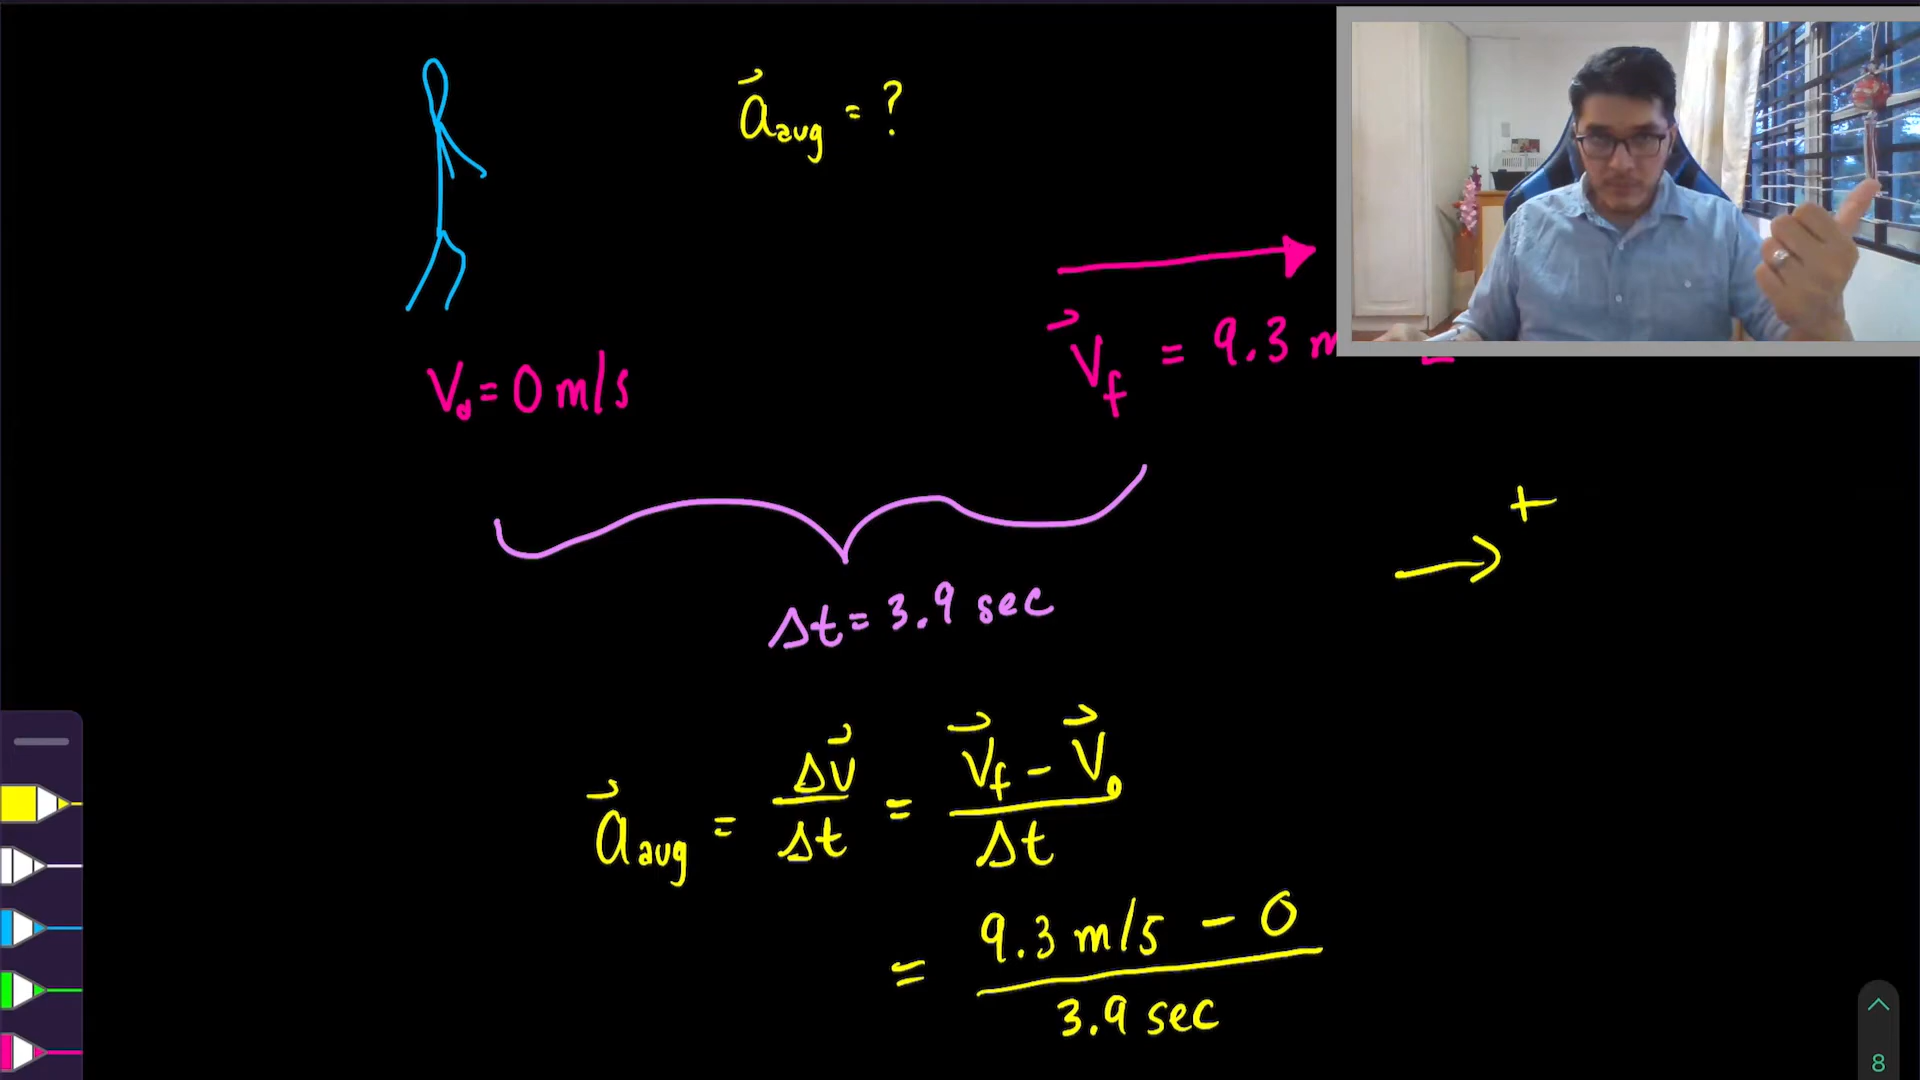 a⃗avg = ?
V₀ = 0 m/s
V⃗f = 9.3 m
+
Δt = 3.9 sec
a⃗avg = ΔV⃗/Δt = (V⃗f - V⃗₀)/Δt
= (9.3 m/s - 0)/3.9 sec
8